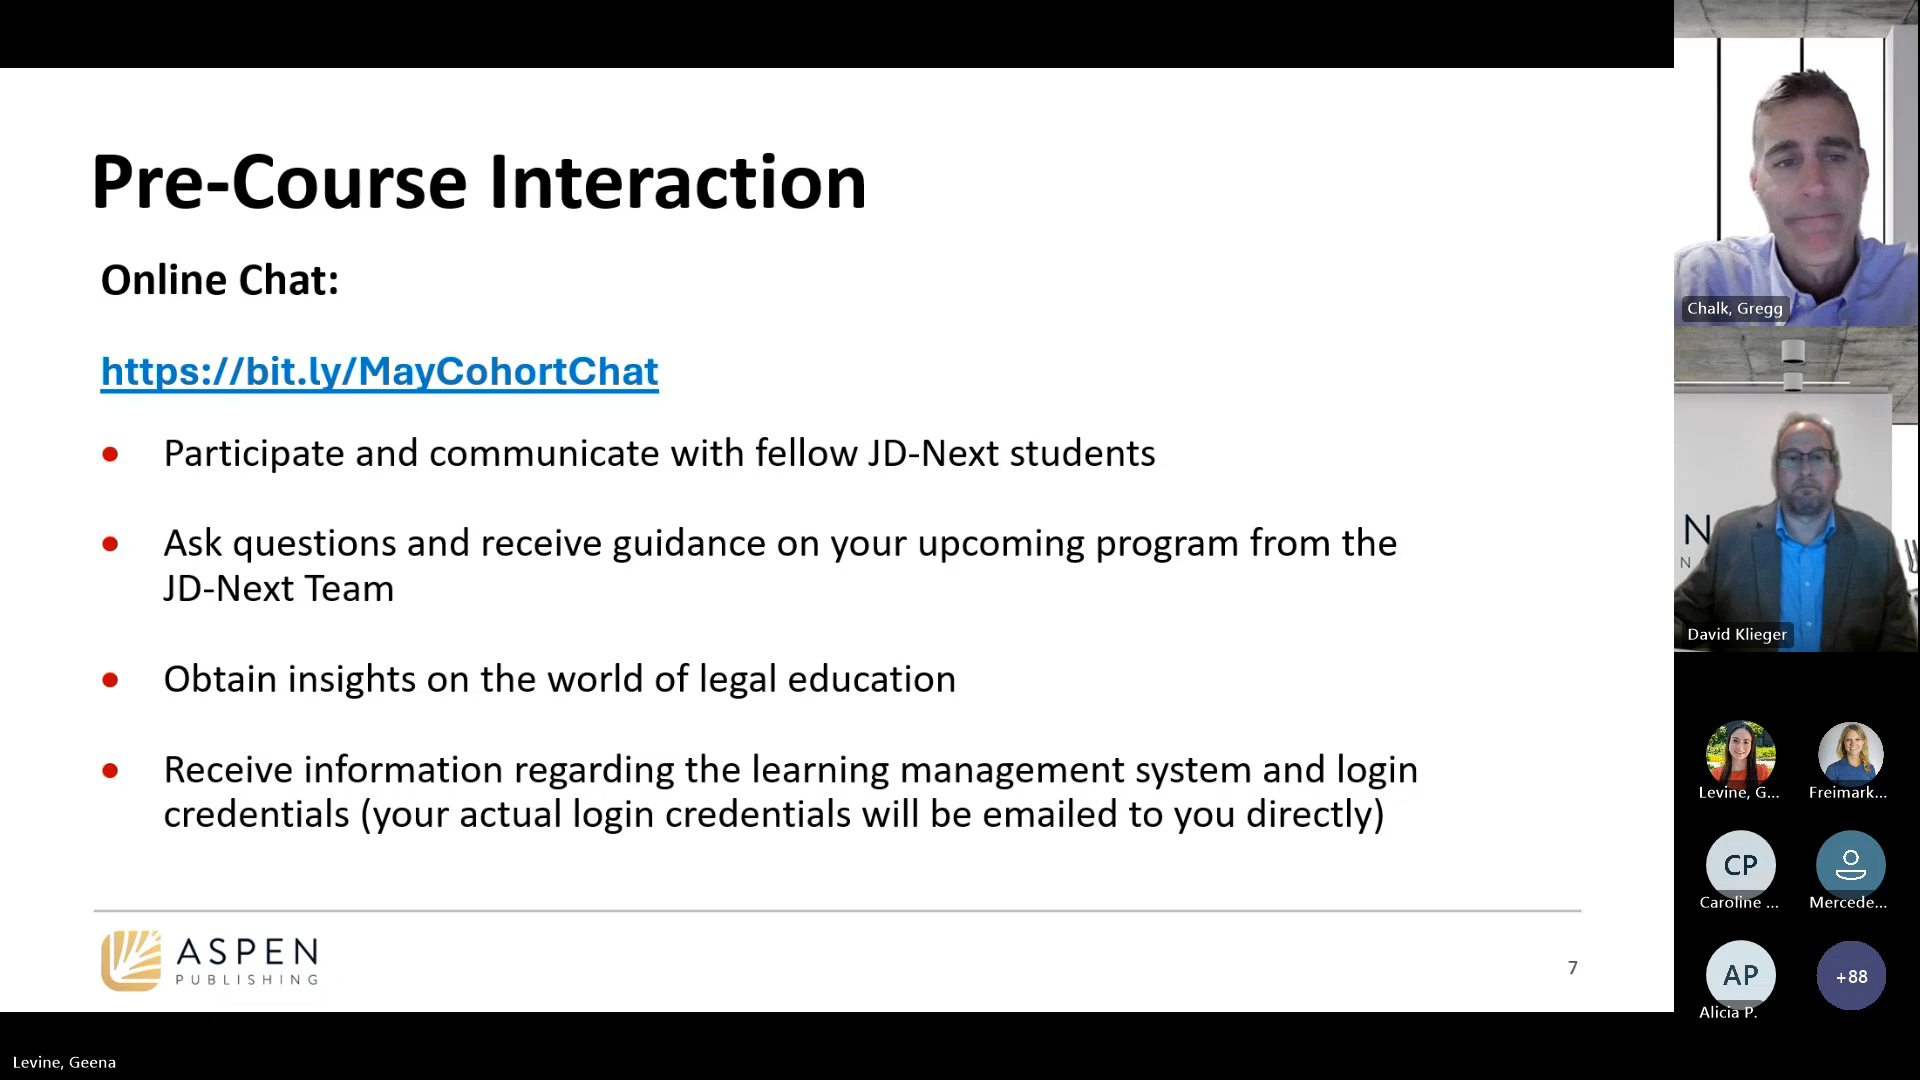 Pre-Course Interaction
Online Chat:
https://bit.ly/MayCohortChat
• Participate and communicate with fellow JD-Next students
• Ask questions and receive guidance on your upcoming program from the
JD-Next Team
• Obtain insights on the world of legal education
• Receive information regarding the learning management system and login
credentials (your actual login credentials will be emailed to you directly)
ASPEN
PUBLISHING
7
Chalk, Gregg
N
N
David Klieger
Levine, G...
Freimark...
CP
Caroline ...
Mercede...
AP
Alicia P.
+88
Levine, Geena